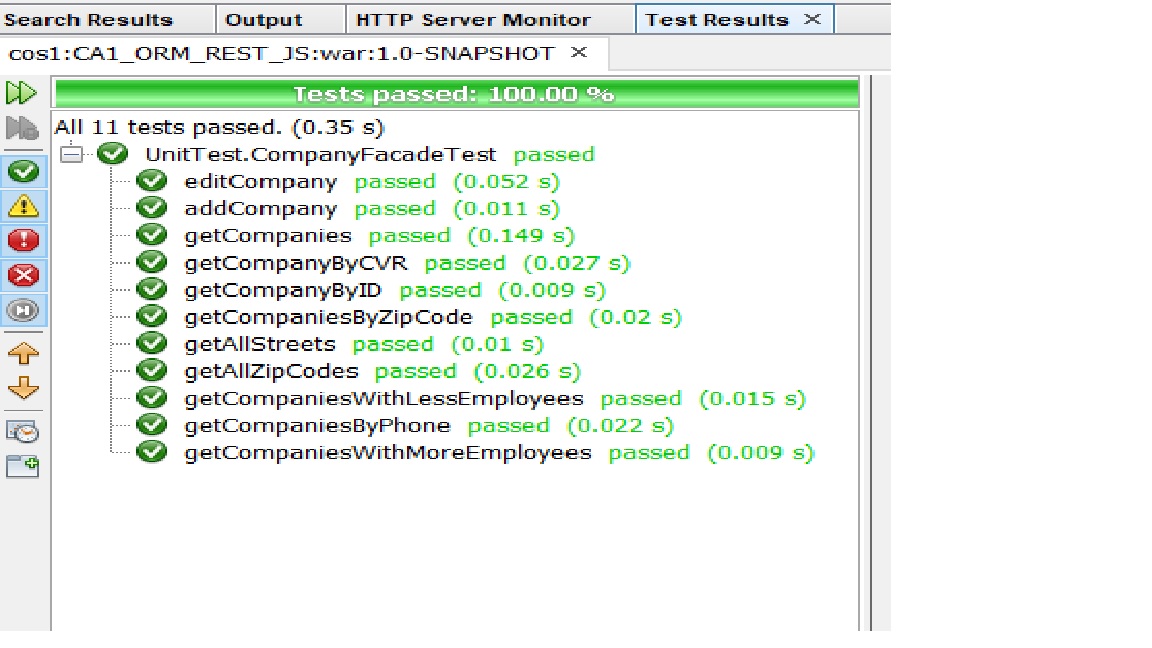 Search Results Output HTTP Server Monitor Test Results ×
cos1:CA1_ORM_REST_JS:war:1.0-SNAPSHOT ×
Tests passed: 100.00 %
All 11 tests passed. (0.35 s)
UnitTest.CompanyFacadeTest passed
editCompany passed (0.052 s)
addCompany passed (0.011 s)
getCompanies passed (0.149 s)
getCompanyByCVR passed (0.027 s)
getCompanyByID passed (0.009 s)
getCompaniesByZipCode passed (0.02 s)
getAllStreets passed (0.01 s)
getAllZipCodes passed (0.026 s)
getCompaniesWithLessEmployees passed (0.015 s)
getCompaniesByPhone passed (0.022 s)
getCompaniesWithMoreEmployees passed (0.009 s)